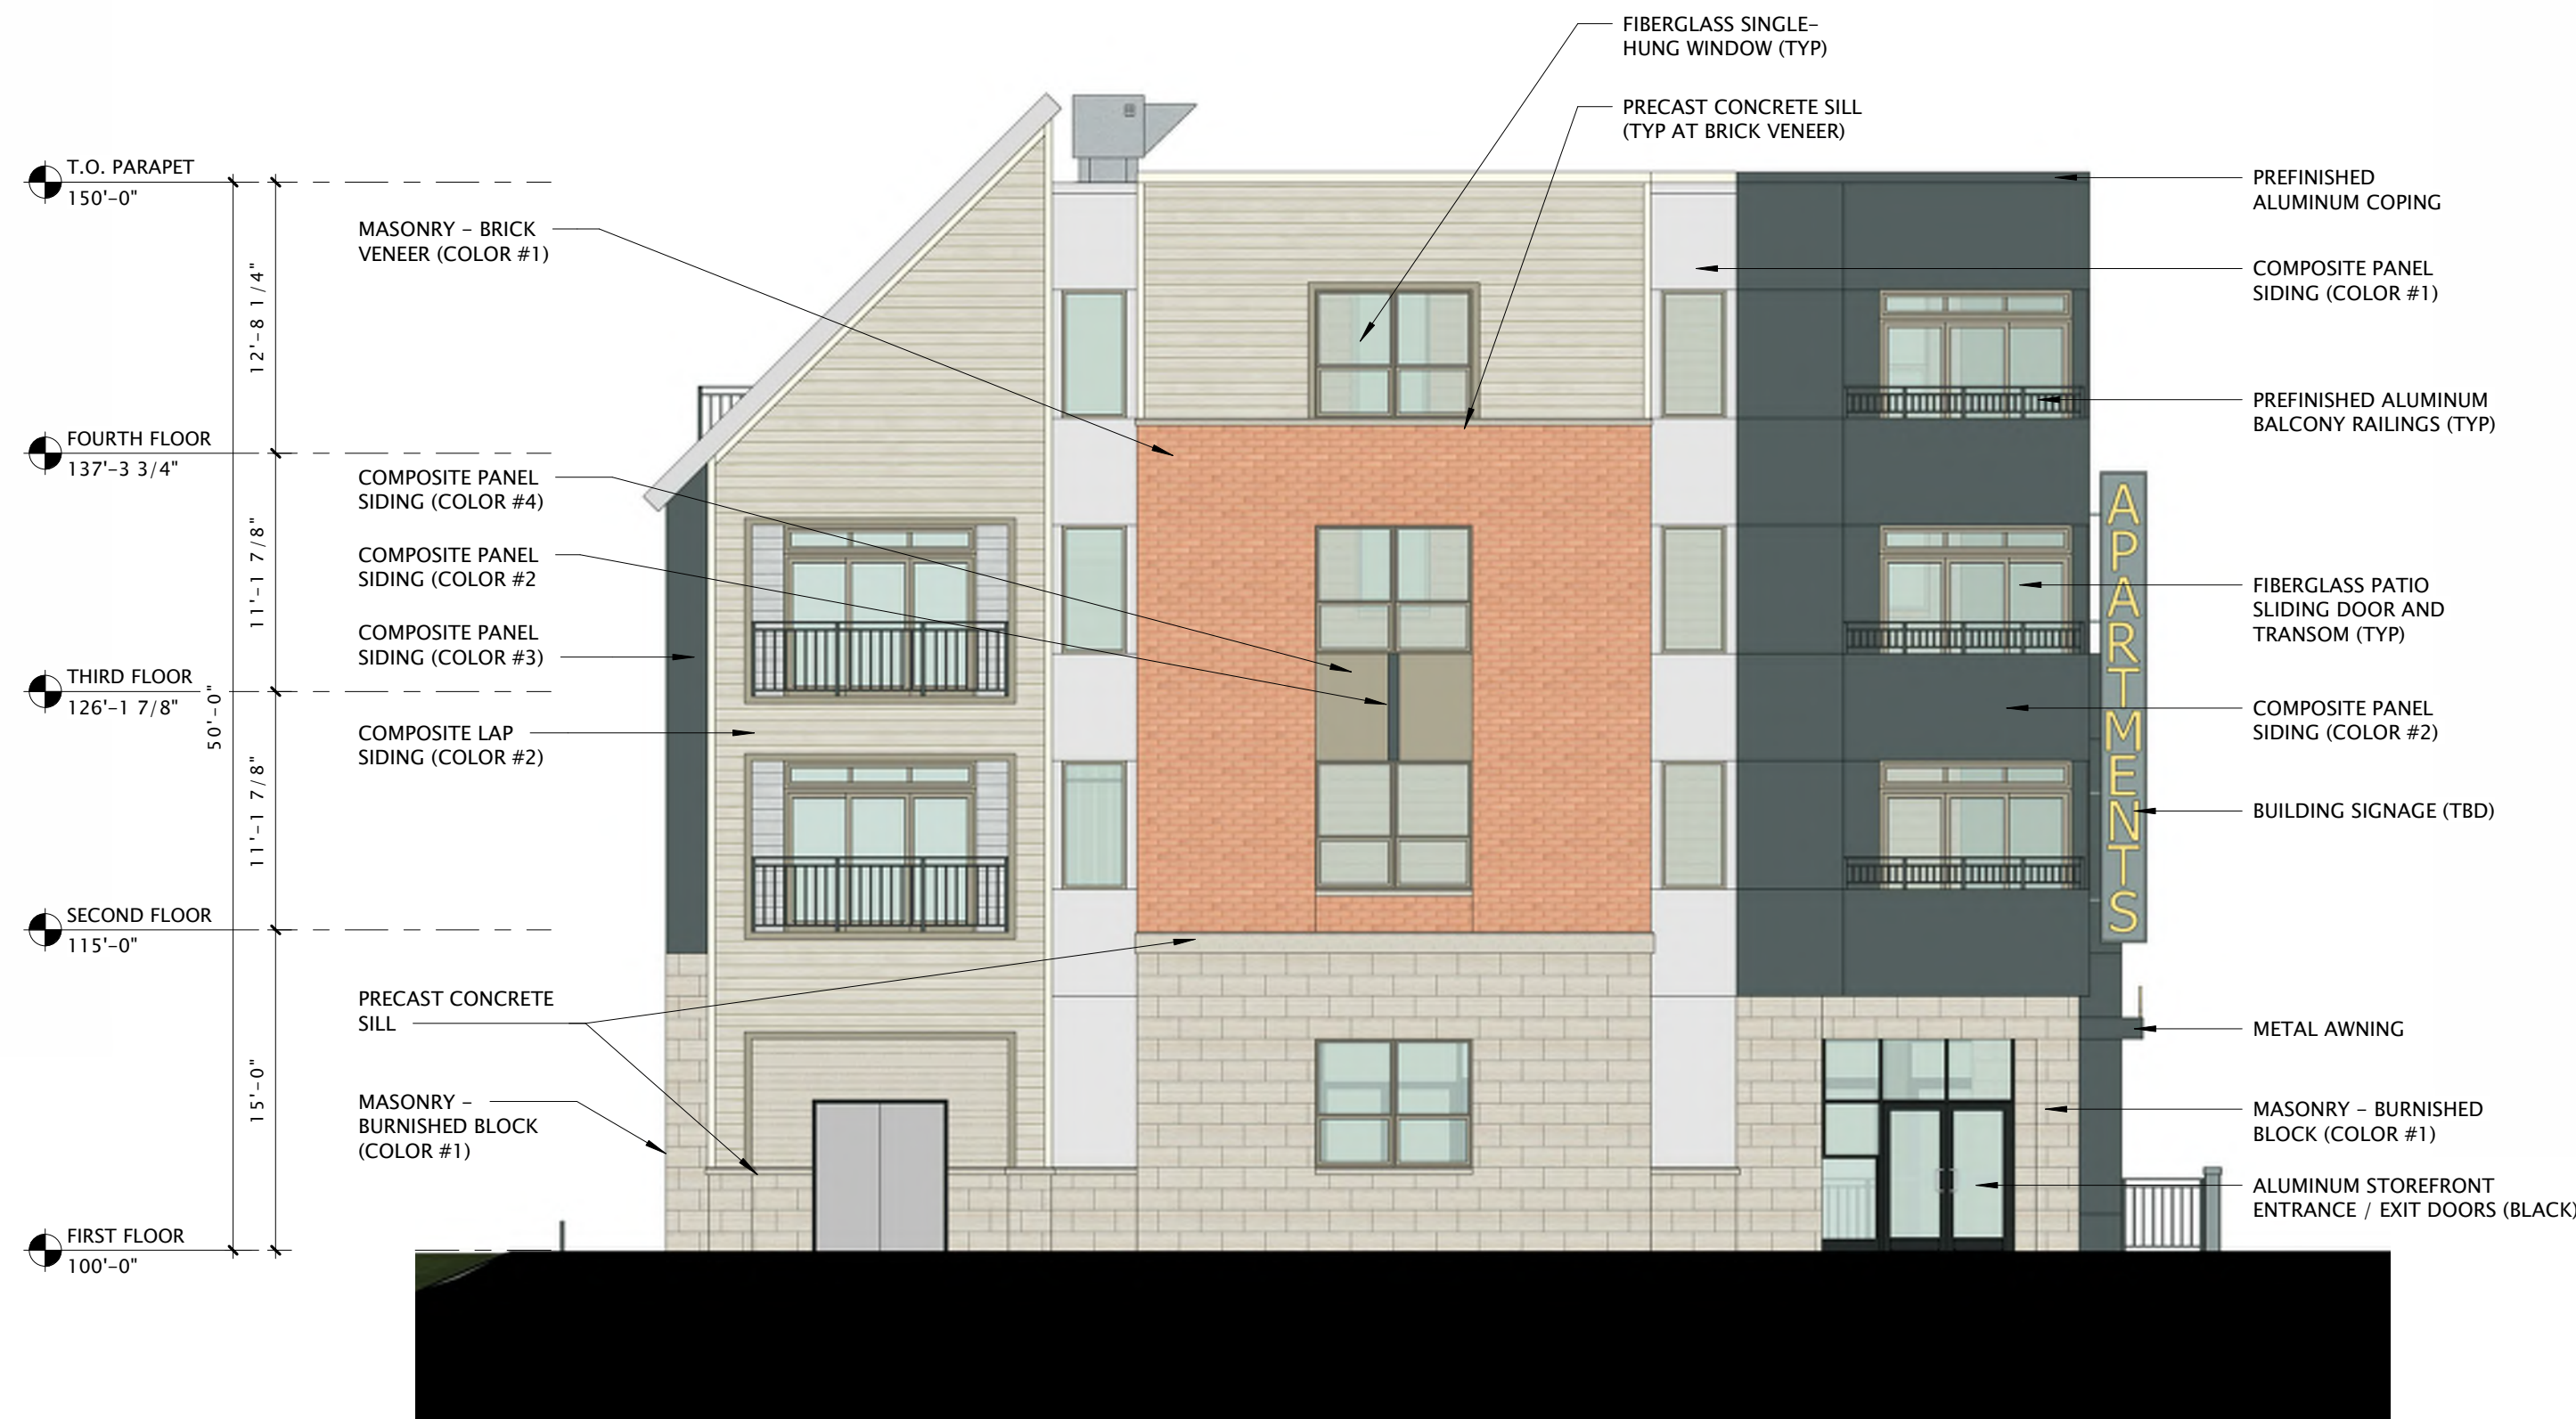 T.O. PARAPET
150'-0"
FOURTH FLOOR
137'-3 3/4"
THIRD FLOOR
126'-1 7/8"
SECOND FLOOR
115'-0"
FIRST FLOOR
100'-0"
50'-0"
12'-8 1/4"
11'-1 7/8"
11'-1 7/8"
15'-0"
MASONRY - BRICK
VENEER (COLOR #1)
COMPOSITE PANEL
SIDING (COLOR #4)
COMPOSITE PANEL
SIDING (COLOR #2
COMPOSITE PANEL
SIDING (COLOR #3)
COMPOSITE LAP
SIDING (COLOR #2)
PRECAST CONCRETE
SILL
MASONRY -
BURNISHED BLOCK
(COLOR #1)
FIBERGLASS SINGLE-
HUNG WINDOW (TYP)
PRECAST CONCRETE SILL
(TYP AT BRICK VENEER)
APARTMENTS
PREFINISHED
ALUMINUM COPING
COMPOSITE PANEL
SIDING (COLOR #1)
PREFINISHED ALUMINUM
BALCONY RAILINGS (TYP)
FIBERGLASS PATIO
SLIDING DOOR AND
TRANSOM (TYP)
COMPOSITE PANEL
SIDING (COLOR #2)
BUILDING SIGNAGE (TBD)
METAL AWNING
MASONRY - BURNISHED
BLOCK (COLOR #1)
ALUMINUM STOREFRONT
ENTRANCE / EXIT DOORS (BLACK)